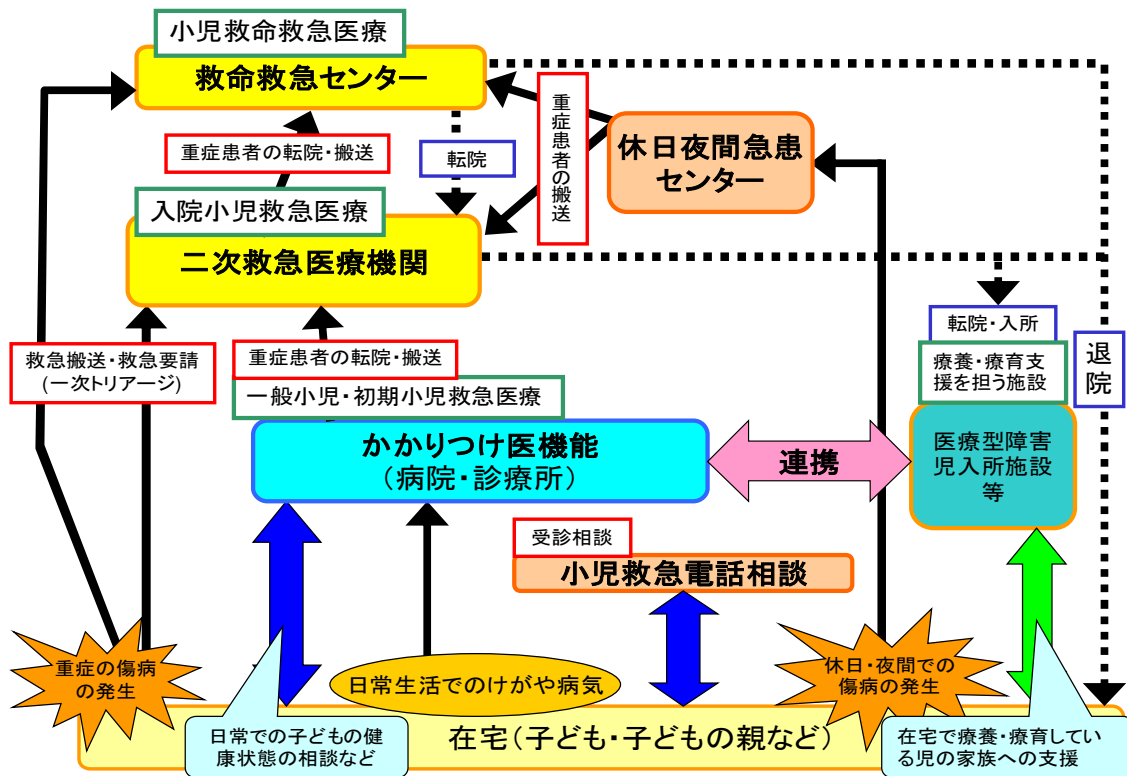 小児救命救急医療
救命救急センター
重症患者の搬送
休日夜間急患
センター
重症患者の転院・搬送
転院
入院小児救急医療
二次救急医療機関
救急搬送・救急要請
(一次トリアージ)
重症患者の転院・搬送
一般小児・初期小児救急医療
かかりつけ医機能
（病院・診療所）
連携
転院・入所
療養・療育支
援を担う施設
退院
医療型障害
児入所施設
等
受診相談
小児救急電話相談
重症の傷病
の発生
日常生活でのけがや病気
休日・夜間での
傷病の発生
日常での子どもの健
康状態の相談など
在宅（子ども・子どもの親など）
在宅で療養・療育してい
る児の家族への支援